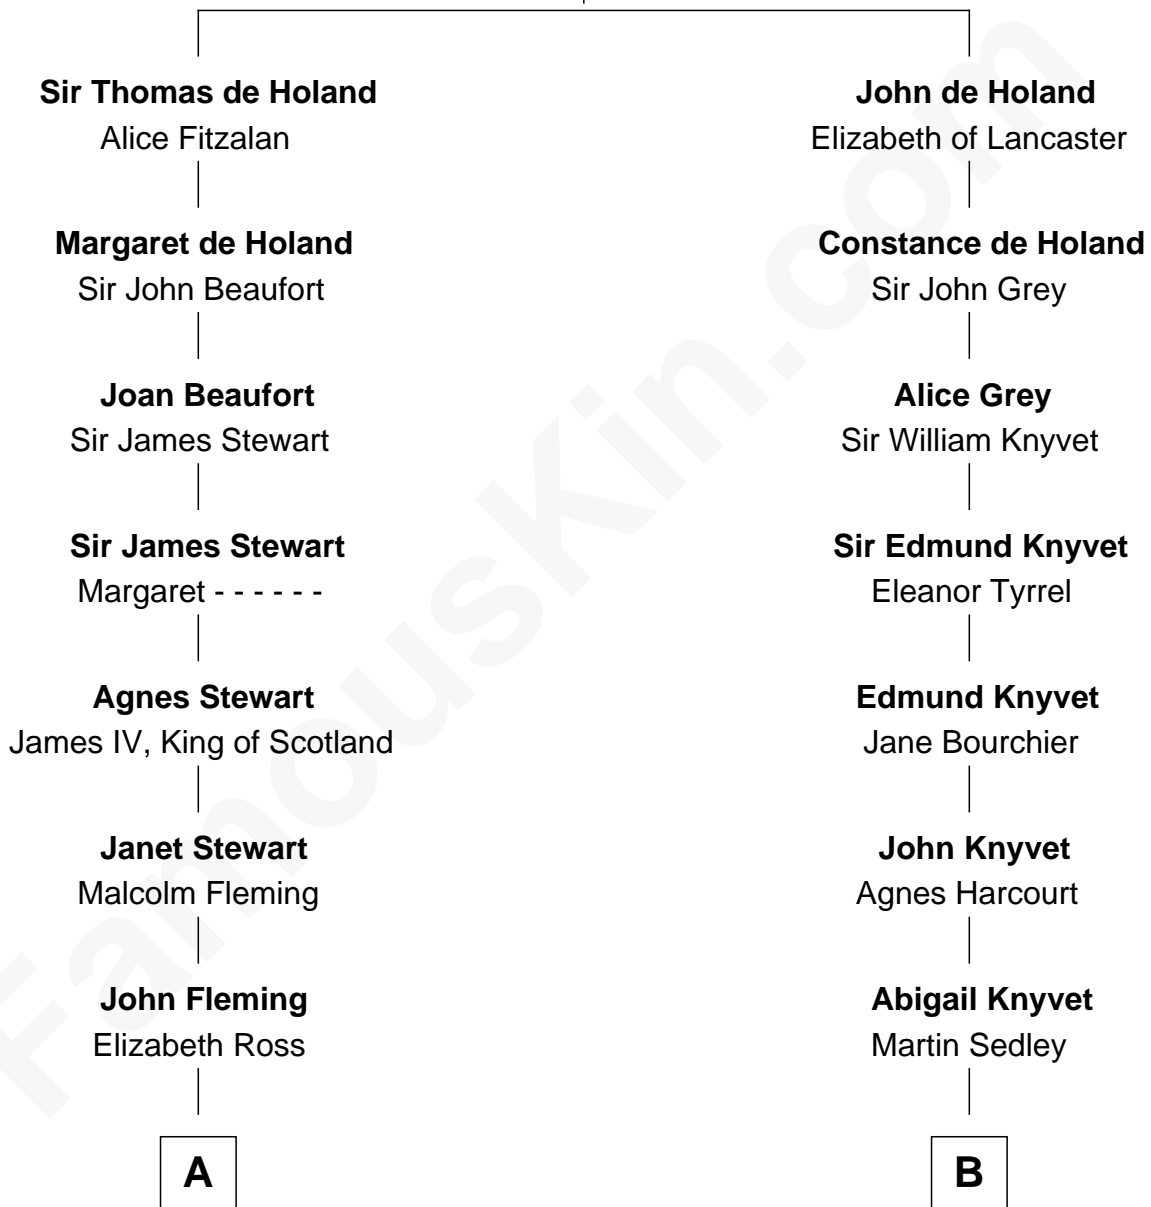 Sir Thomas de Holand
Alice Fitzalan
Margaret de Holand
Sir John Beaufort
Joan Beaufort
Sir James Stewart
Sir James Stewart
Margaret - - - - - -
Agnes Stewart
James IV, King of Scotland
Janet Stewart
Malcolm Fleming
John Fleming
Elizabeth Ross
A
John de Holand
Elizabeth of Lancaster
Constance de Holand
Sir John Grey
Alice Grey
Sir William Knyvet
Sir Edmund Knyvet
Eleanor Tyrrel
Edmund Knyvet
Jane Bourchier
John Knyvet
Agnes Harcourt
Abigail Knyvet
Martin Sedley
B
FamousKin.com